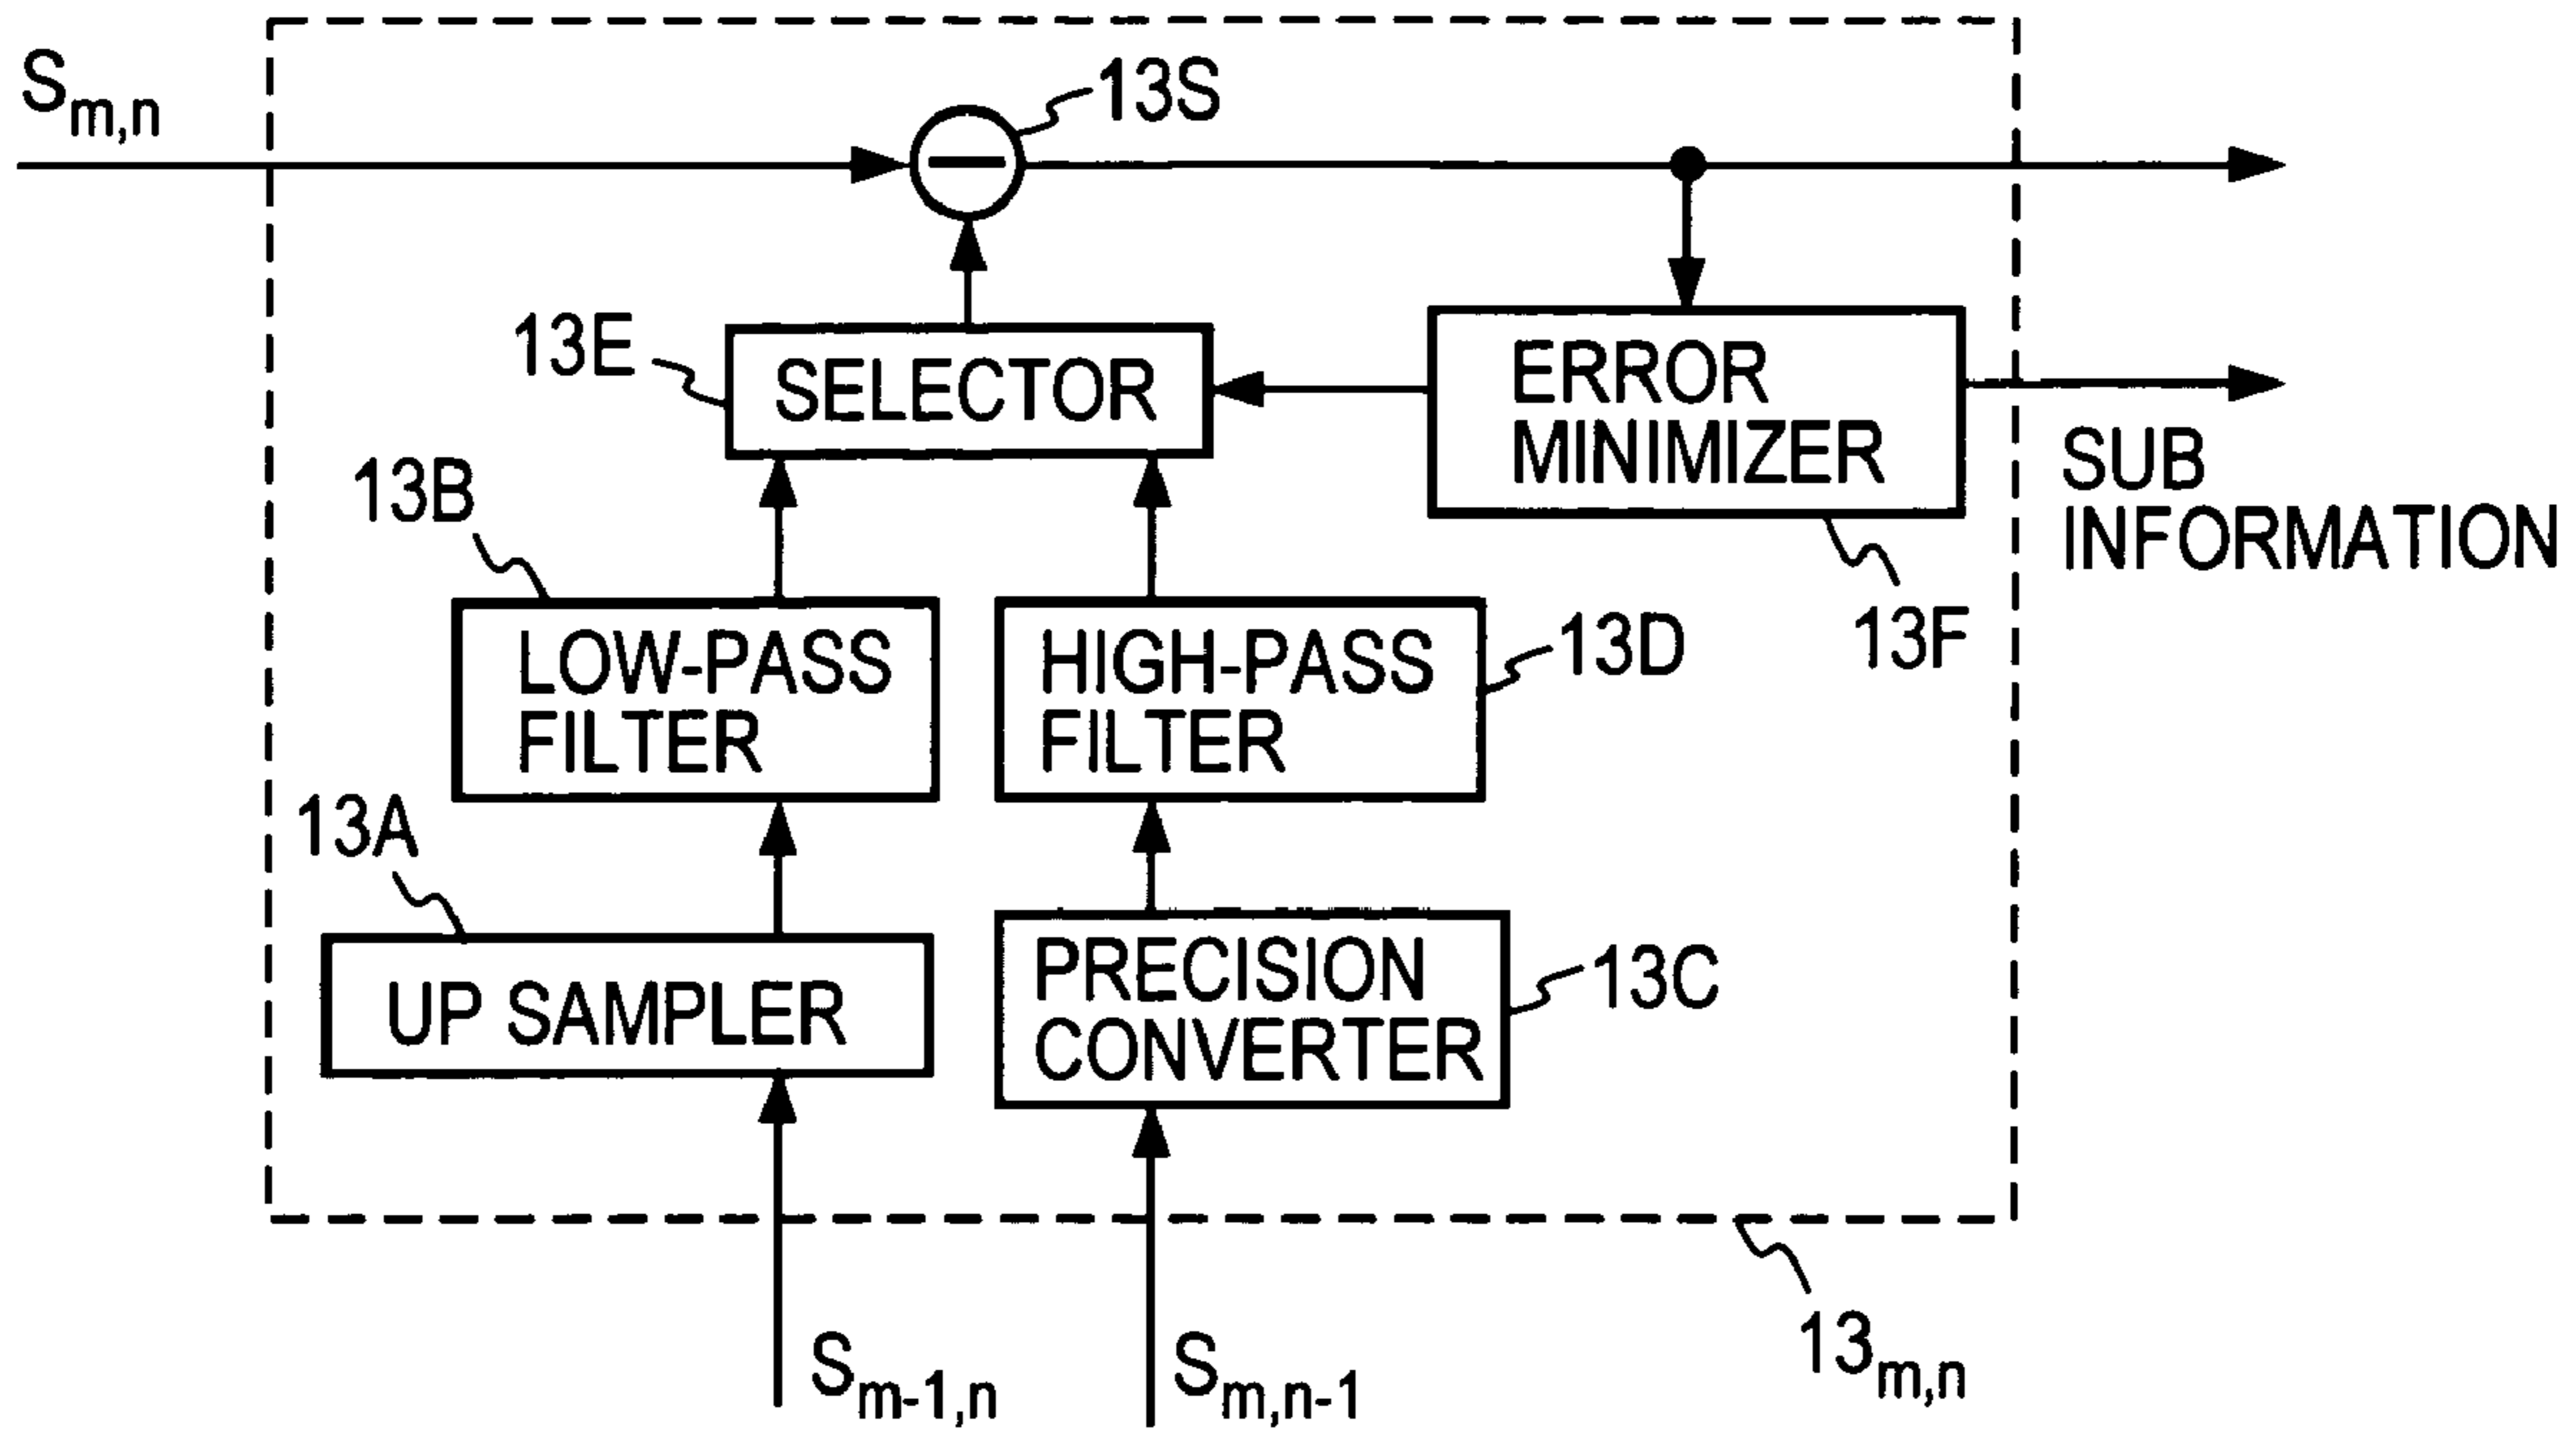 S_{m,n}
13S
13E
SELECTOR
ERROR
MINIMIZER
SUB
INFORMATION
13B
13F
LOW-PASS
FILTER
HIGH-PASS
FILTER
13D
13A
UP SAMPLER
PRECISION
CONVERTER
13C
S_{m-1,n}
S_{m,n-1}
13_{m,n}